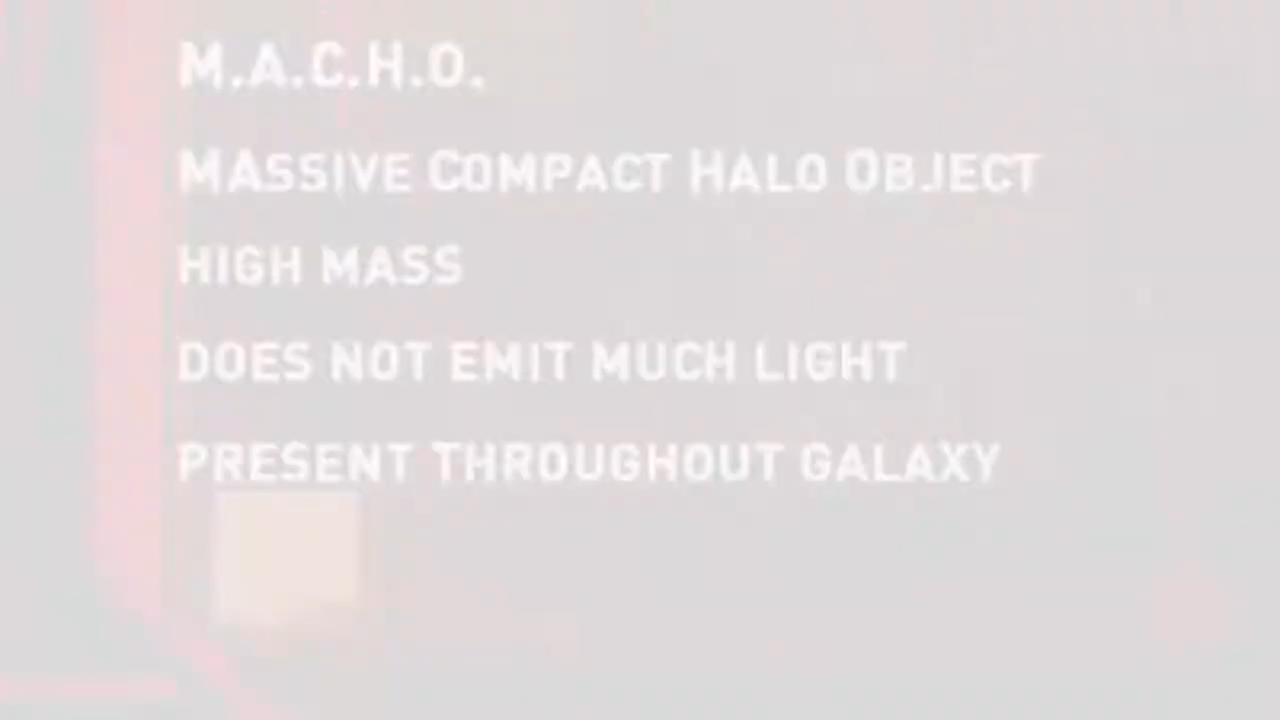 M.A.C.H.O.
MASSIVE COMPACT HALO OBJECT
HIGH MASS
DOES NOT EMIT MUCH LIGHT
PRESENT THROUGHOUT GALAXY